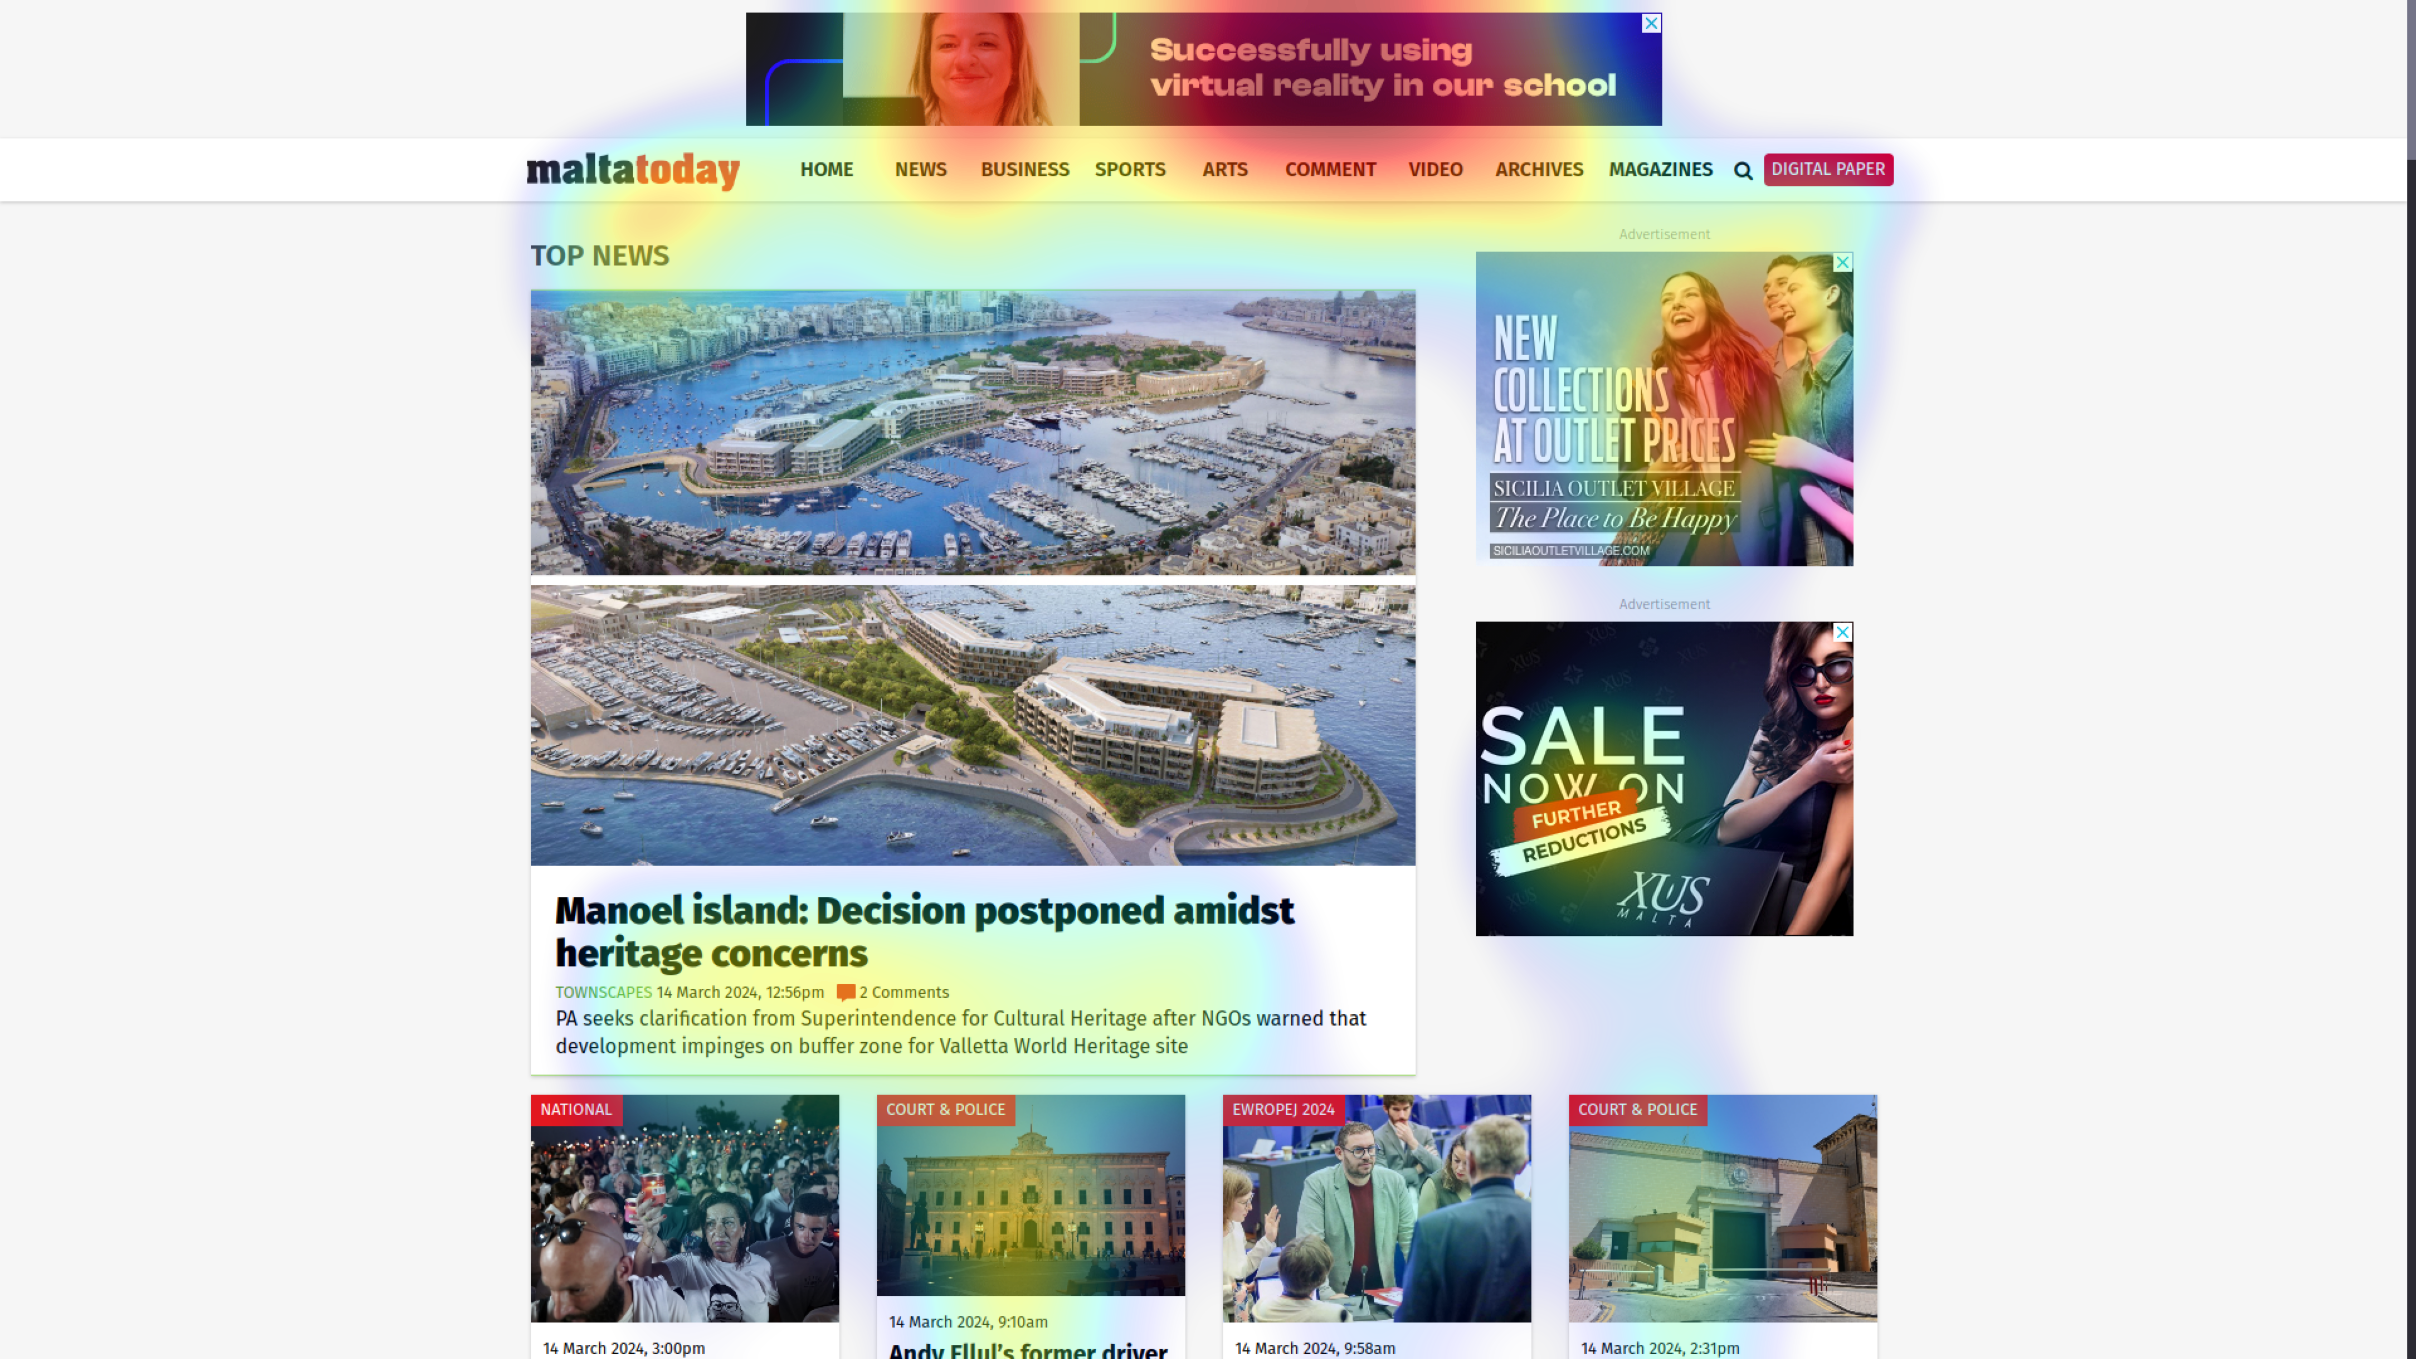 Successfully using
virtual reality in our school
maltatoday
HOME NEWS BUSINESS SPORTS ARTS COMMENT VIDEO ARCHIVES MAGAZINES DIGITAL PAPER
TOP NEWS
Advertisement
NEW
COLLECTIONS
AT OUTLET PRICES
SICILIA OUTLET VILLAGE
The Place to Be Happy
SICILIAOUTLETVILLAGE.COM
Advertisement
SALE
NOW ON
FURTHER
REDUCTIONS
XUS
MALTA
Manoel island: Decision postponed amidst
heritage concerns
TOWNSCAPES 14 March 2024, 12:56pm 2 Comments
PA seeks clarification from Superintendence for Cultural Heritage after NGOs warned that
development impinges on buffer zone for Valletta World Heritage site
NATIONAL
14 March 2024, 3:00pm
COURT & POLICE
14 March 2024, 9:10am
Andy Ellul's former driver
EWROPEJ 2024
14 March 2024, 9:58am
COURT & POLICE
14 March 2024, 2:31pm